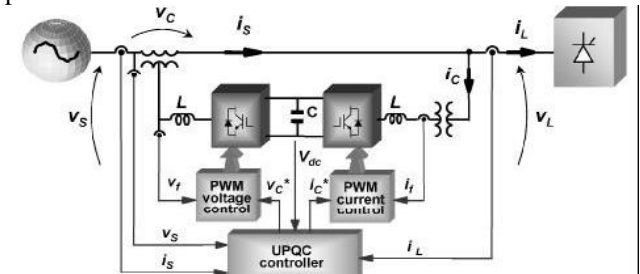 v_C
i_S
i_L
i_C
v_S
L
C
L
v_L
V_dc
v_f
PWM
voltage
control
v_C*
i_C*
PWM
current
control
i_f
v_S
i_S
UPQC
controller
i_L